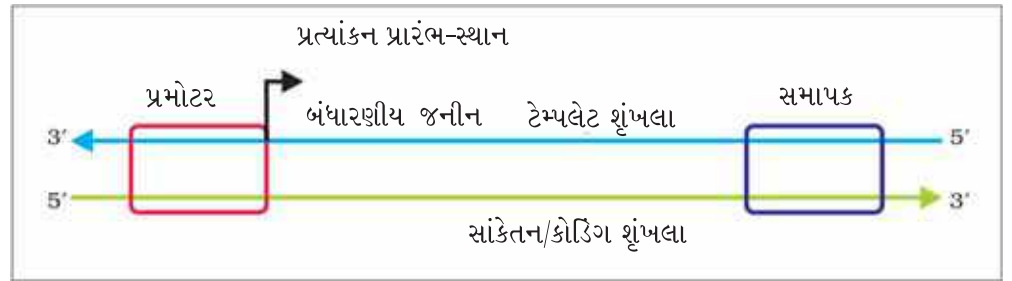 પ્રત્યાંકન પ્રારંભ-સ્થાન
પ્રમોટર
બંધારણીય જનીન ટેમ્પલેટ શૃંખલા
સમાપક
3′ 5′
5′ 3′
સાંકેતન/કોડિંગ શૃંખલા